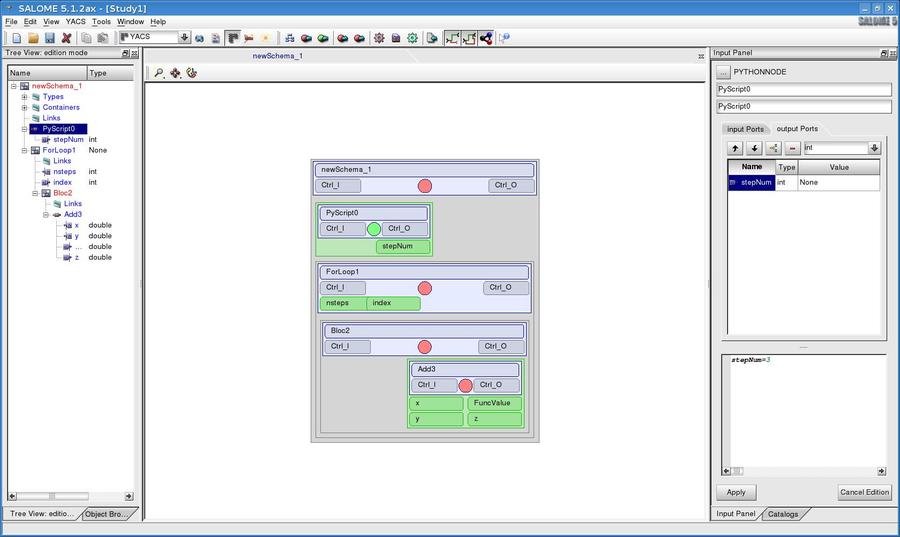 SALOME 5.1.2ax - [Study1]
File Edit View YACS Tools Window Help
YACS
SALOME 5
Tree View: edition mode
Name Type
newSchema_1
Types
Containers
Links
PyScript0
stepNum int
ForLoop1 None
Links
nsteps int
index int
Bloc2
Links
Add3
x double
y double
... double
z double
Tree View: editio... Object Bro...
newSchema_1
newSchema_1
Ctrl_I Ctrl_O
PyScript0
Ctrl_I Ctrl_O
stepNum
ForLoop1
Ctrl_I Ctrl_O
nsteps index
Bloc2
Ctrl_I Ctrl_O
Add3
Ctrl_I Ctrl_O
x FuncValue
y z
Input Panel
... PYTHONNODE
PyScript0
PyScript0
input Ports output Ports
int
Name Type Value
stepNum int None
stepNum=3
Apply Cancel Edition
Input Panel Catalogs